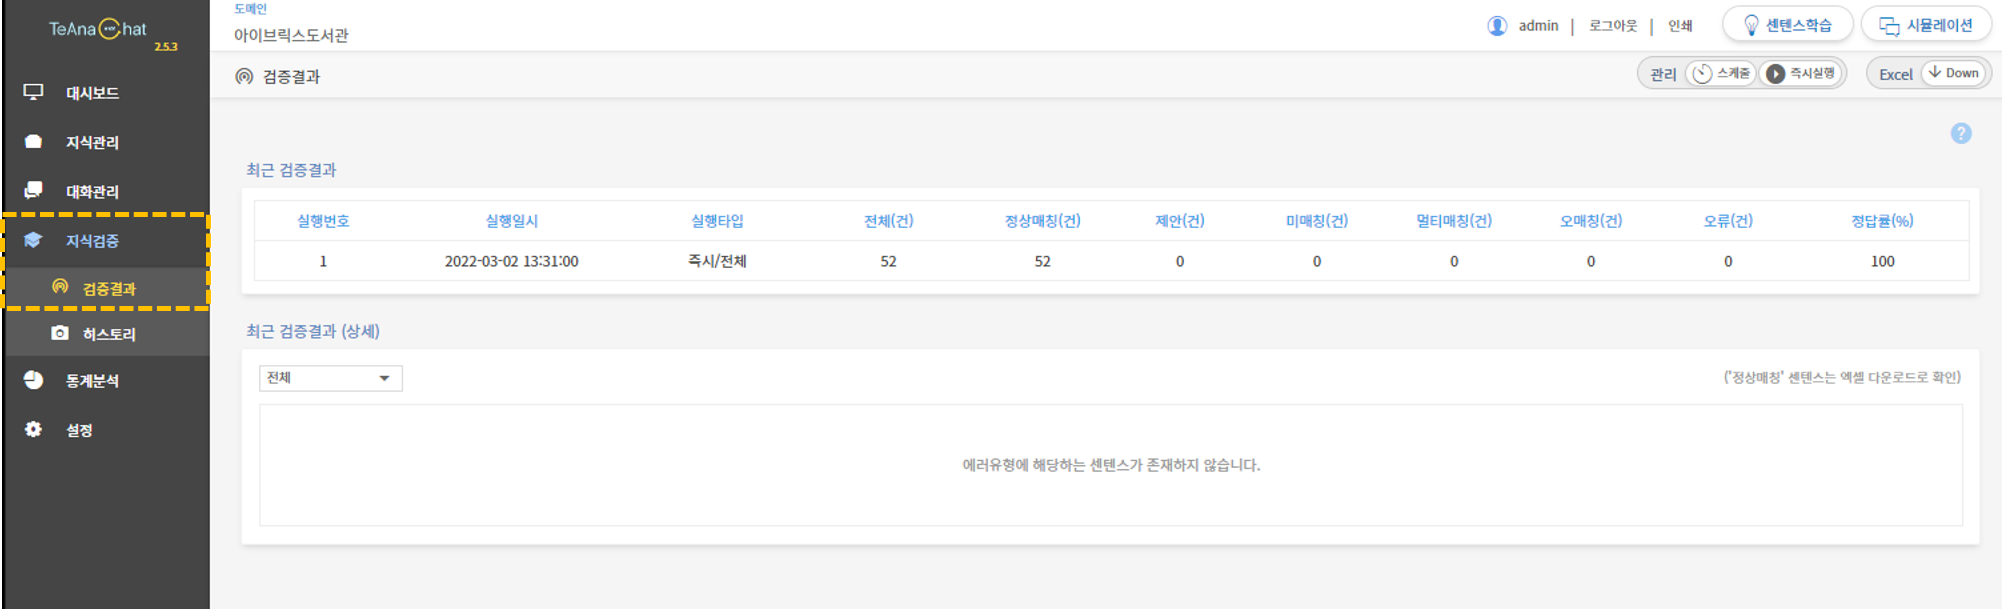 TeAna Chat
2.5.3
대시보드
지식관리
대화관리
지식검증
검증결과
히스토리
통계분석
설정
도메인
아이브릭스도서관
admin | 로그아웃 | 인쇄
센텐스학습
시뮬레이션
검증결과
관리 스케줄 즉시실행
Excel Down
?
최근 검증결과
실행번호 실행일시 실행타입 전체(건) 정상매칭(건) 제안(건) 미매칭(건) 멀티매칭(건) 오매칭(건) 오류(건) 정답률(%)
1 2022-03-02 13:31:00 즉시/전체 52 52 0 0 0 0 0 100
최근 검증결과 (상세)
전체
('정상매칭' 센텐스는 엑셀 다운로드로 확인)
에러유형에 해당하는 센텐스가 존재하지 않습니다.